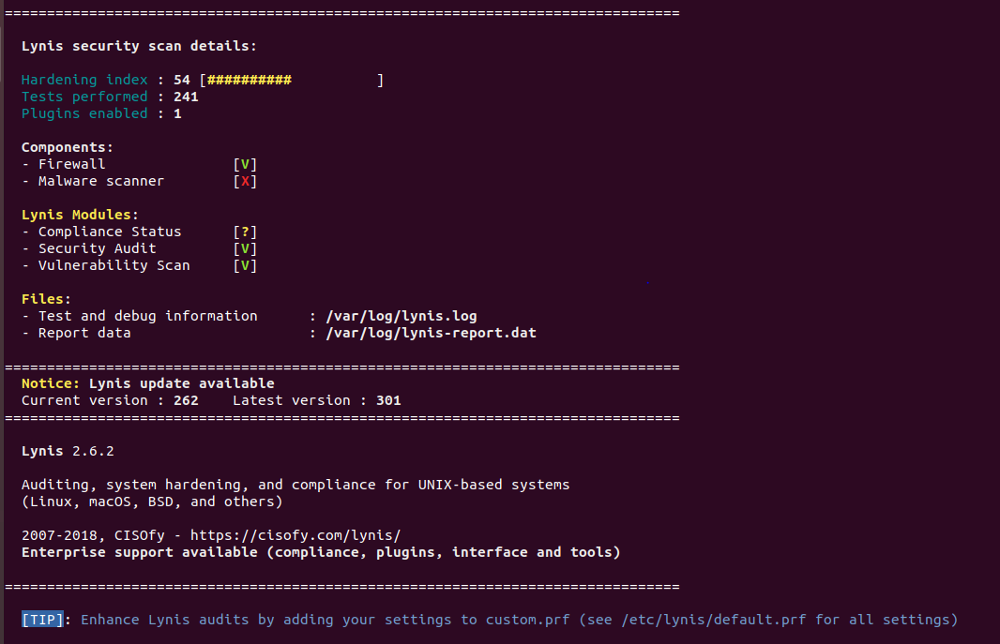 ================================================================================
Lynis security scan details:
Hardening index : 54 [##########          ]
Tests performed : 241
Plugins enabled : 1
Components:
- Firewall               [V]
- Malware scanner        [X]
Lynis Modules:
- Compliance Status      [?]
- Security Audit         [V]
- Vulnerability Scan     [V]
Files:
- Test and debug information      : /var/log/lynis.log
- Report data                     : /var/log/lynis-report.dat
================================================================================
Notice: Lynis update available
Current version : 262    Latest version : 301
================================================================================
Lynis 2.6.2
Auditing, system hardening, and compliance for UNIX-based systems
(Linux, macOS, BSD, and others)
2007-2018, CISOfy - https://cisofy.com/lynis/
Enterprise support available (compliance, plugins, interface and tools)
================================================================================
[TIP]: Enhance Lynis audits by adding your settings to custom.prf (see /etc/lynis/default.prf for all settings)